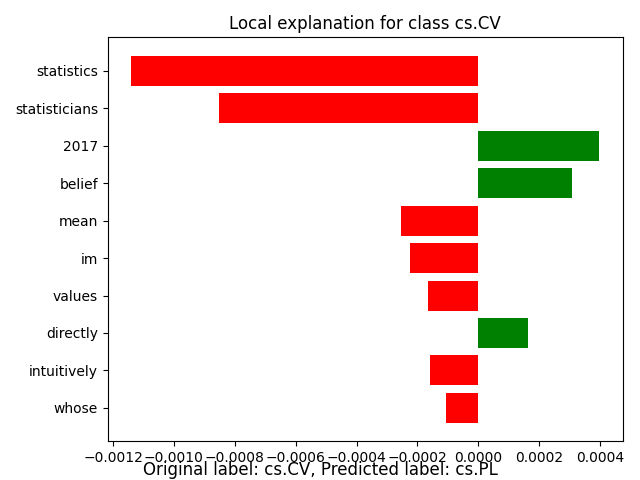 Local explanation for class cs.CV
statistics
statisticians
2017
belief
mean
im
values
directly
intuitively
whose
−0.0012 −0.0010 −0.0008 −0.0006 −0.0004 −0.0002 0.0000 0.0002 0.0004
Original label: cs.CV, Predicted label: cs.PL